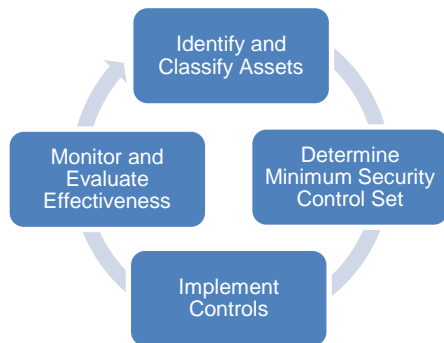 Identify and
Classify Assets
Determine
Minimum Security
Control Set
Implement
Controls
Monitor and
Evaluate
Effectiveness